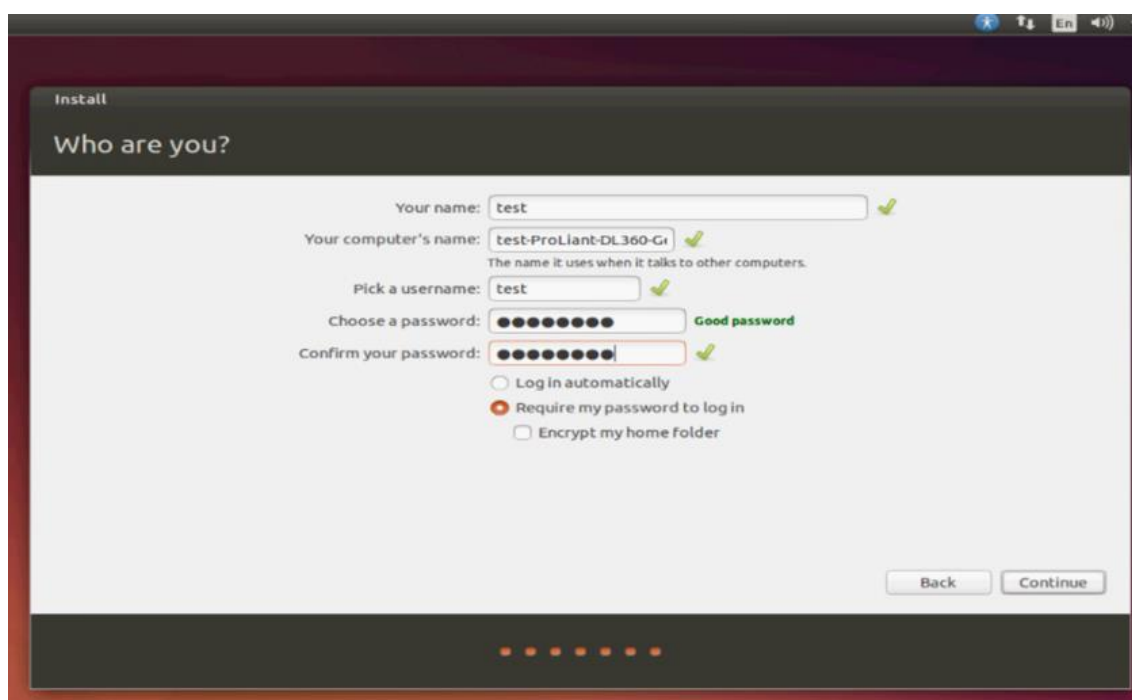 En
Install
Who are you?
Your name: test
Your computer's name: test-ProLiant-DL360-Ge
The name it uses when it talks to other computers.
Pick a username: test
Choose a password: ●●●●●●●● Good password
Confirm your password: ●●●●●●●●
Log in automatically
Require my password to log in
Encrypt my home folder
Back Continue